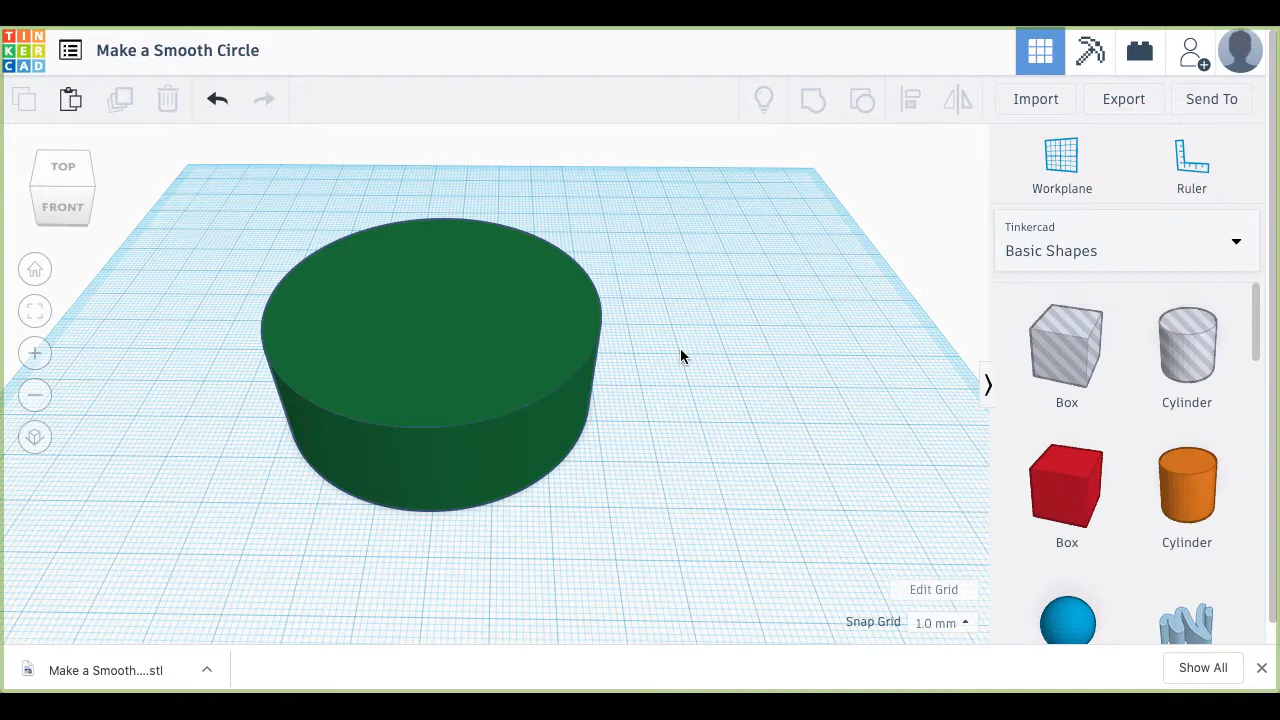 TIN
KER
CAD
Make a Smooth Circle
Import
Export
Send To
TOP
FRONT
Workplane
Ruler
Tinkercad
Basic Shapes
Box
Cylinder
Box
Cylinder
Edit Grid
Snap Grid
1.0 mm
Make a Smooth....stl
Show All